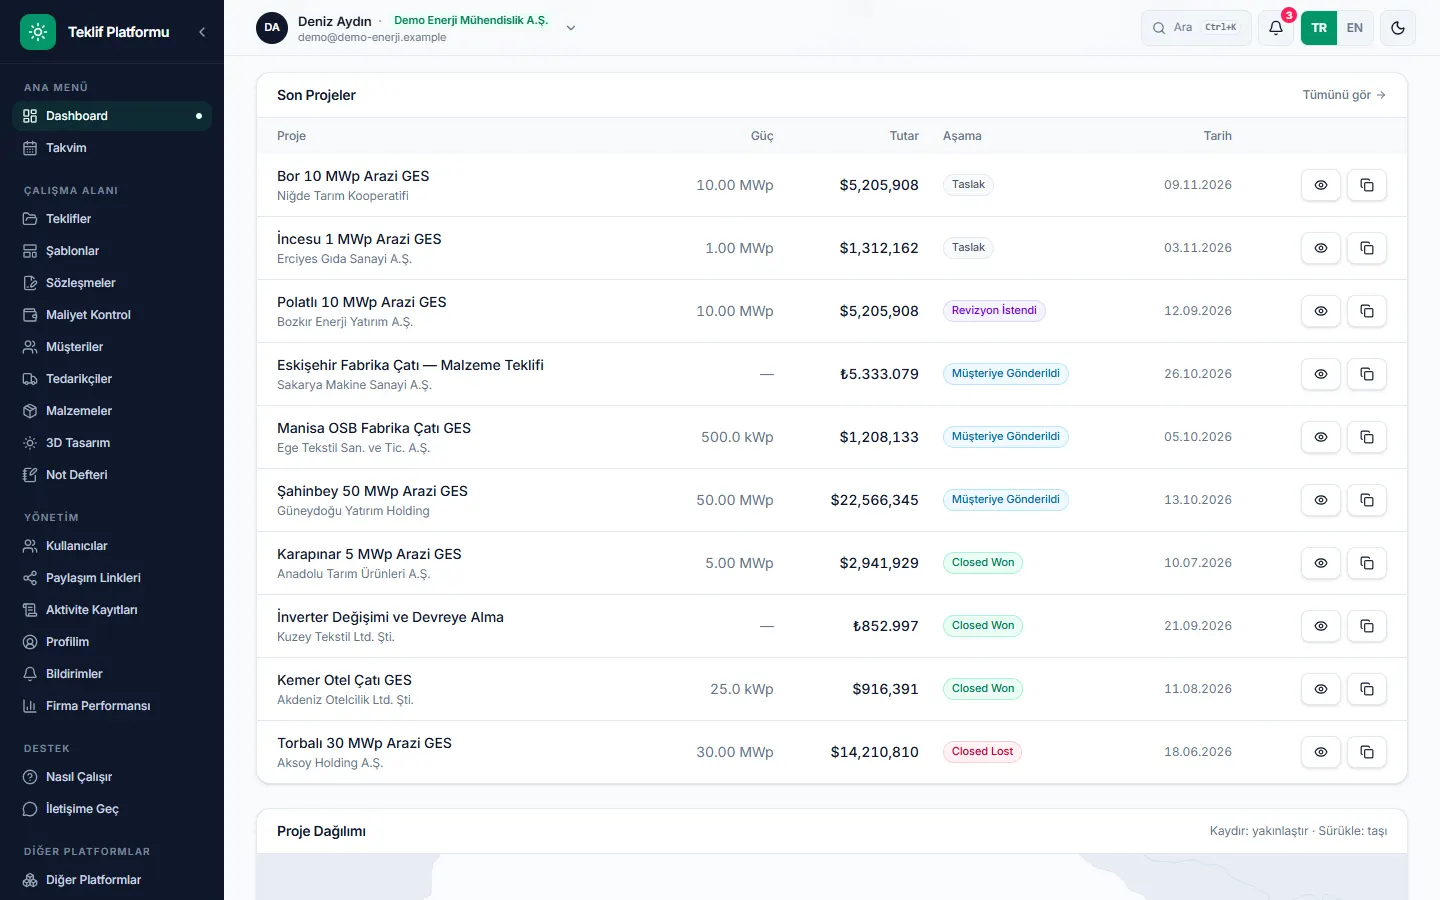 Teklif Platformu
ANA MENÜ
Dashboard
Takvim
ÇALIŞMA ALANI
Teklifler
Şablonlar
Sözleşmeler
Maliyet Kontrol
Müşteriler
Tedarikçiler
Malzemeler
3D Tasarım
Not Defteri
YÖNETİM
Kullanıcılar
Paylaşım Linkleri
Aktivite Kayıtları
Profilim
Bildirimler
Firma Performansı
DESTEK
Nasıl Çalışır
İletişime Geç
DİĞER PLATFORMLAR
Diğer Platformlar
DA
Deniz Aydın · Demo Enerji Mühendislik A.Ş.
demo@demo-enerji.example
Ara Ctrl+K
3
TR EN
Son Projeler
Tümünü gör →
Proje Güç Tutar Aşama Tarih
Bor 10 MWp Arazi GES
Niğde Tarım Kooperatifi
10.00 MWp $5,205,908 Taslak 09.11.2026
İncesu 1 MWp Arazi GES
Erciyes Gıda Sanayi A.Ş.
1.00 MWp $1,312,162 Taslak 03.11.2026
Polatlı 10 MWp Arazi GES
Bozkır Enerji Yatırım A.Ş.
10.00 MWp $5,205,908 Revizyon İstendi 12.09.2026
Eskişehir Fabrika Çatı — Malzeme Teklifi
Sakarya Makine Sanayi A.Ş.
— ₺5.333.079 Müşteriye Gönderildi 26.10.2026
Manisa OSB Fabrika Çatı GES
Ege Tekstil San. ve Tic. A.Ş.
500.0 kWp $1,208,133 Müşteriye Gönderildi 05.10.2026
Şahinbey 50 MWp Arazi GES
Güneydoğu Yatırım Holding
50.00 MWp $22,566,345 Müşteriye Gönderildi 13.10.2026
Karapınar 5 MWp Arazi GES
Anadolu Tarım Ürünleri A.Ş.
5.00 MWp $2,941,929 Closed Won 10.07.2026
İnverter Değişimi ve Devreye Alma
Kuzey Tekstil Ltd. Şti.
— ₺852.997 Closed Won 21.09.2026
Kemer Otel Çatı GES
Akdeniz Otelcilik Ltd. Şti.
25.0 kWp $916,391 Closed Won 11.08.2026
Torbalı 30 MWp Arazi GES
Aksoy Holding A.Ş.
30.00 MWp $14,210,810 Closed Lost 18.06.2026
Proje Dağılımı
Kaydır: yakınlaştır · Sürükle: taşı